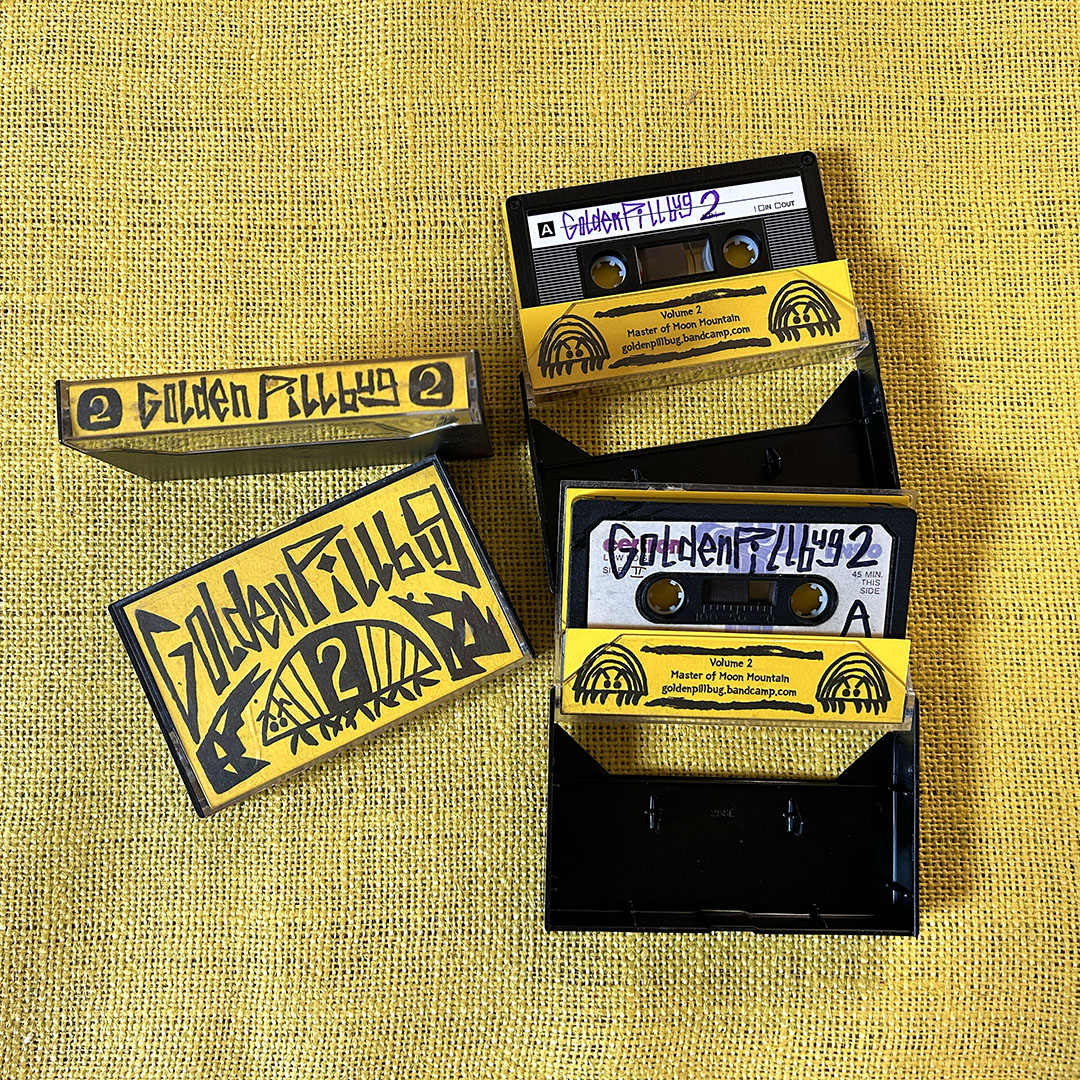 A Golden Pillbug 2
IN OUT
Volume 2
Master of Moon Mountain
goldenpillbug.bandcamp.com
2 Golden Pillbug 2
Golden Pillbug
2
Golden Pillbug 2
SIDE
45 MIN.
THIS
SIDE
A
Volume 2
Master of Moon Mountain
goldenpillbug.bandcamp.com